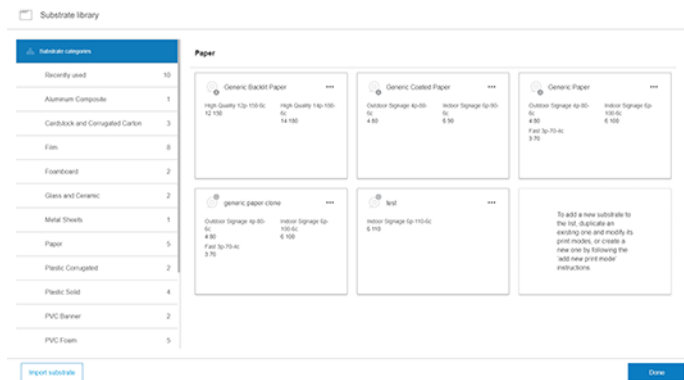 Substrate library
Substrate categories
Recently used 10
Aluminum Composite 1
Cardstock and Corrugated Carton 3
Film 8
Foamboard 2
Glass and Ceramic 2
Metal Sheets 1
Paper 5
Plastic Corrugated 2
Plastic Solid 4
PVC Banner 2
PVC Foam 5
Import substrate
Paper
Generic Backlit Paper
High Quality 12p-150-6c
12 150
High Quality 14p-100-
6c
14 100
Generic Coated Paper
Outdoor Signage 4p-80-
6c
4 80
Indoor Signage 6p-90-
6c
6 90
Generic Paper
Outdoor Signage 4p-80-
6c
4 80
Indoor Signage 6p-
100-6c
6 100
Fast 3p-70-4c
3 70
generic paper clone
Outdoor Signage 4p-80-
6c
4 80
Indoor Signage 6p-
100-6c
6 100
Fast 3p-70-4c
3 70
test
Indoor Signage 6p-110-6c
6 110
To add a new substrate to
the list, duplicate an
existing one and modify its
print modes, or create a
new one by following the
'add new print mode'
instructions.
Done